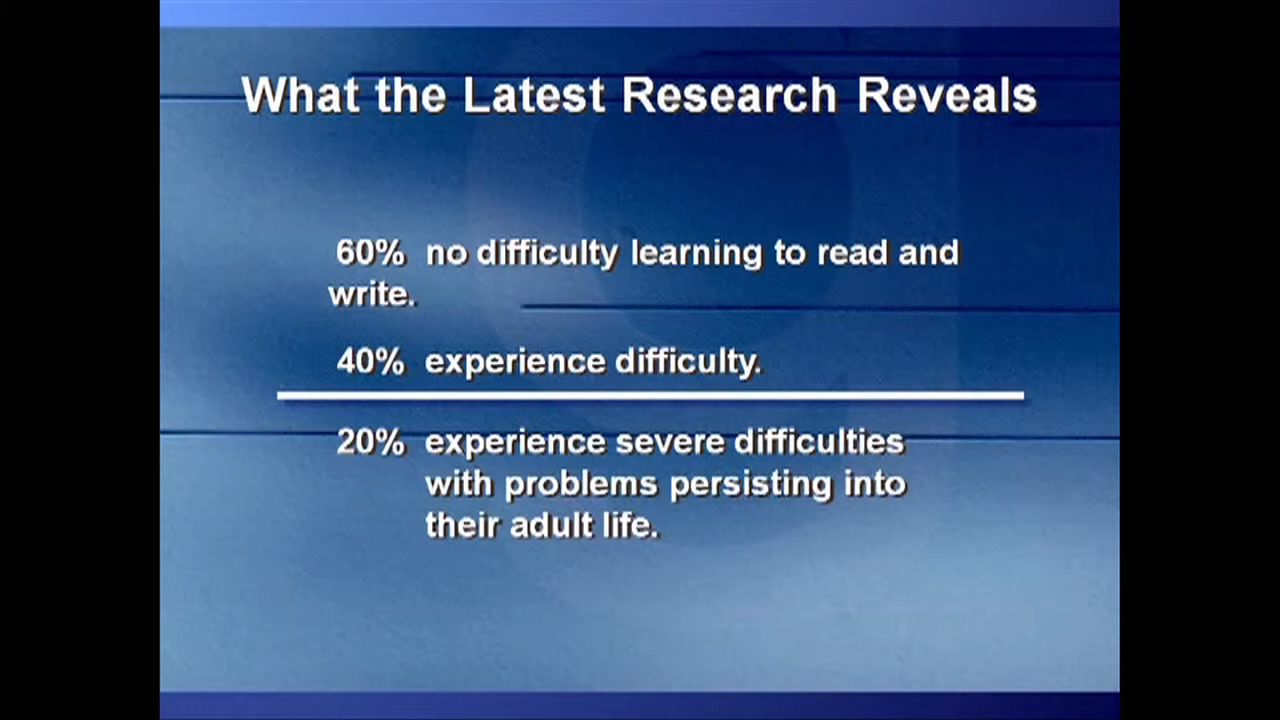 What the Latest Research Reveals
60% no difficulty learning to read and
write.
40% experience difficulty.
20% experience severe difficulties
with problems persisting into
their adult life.